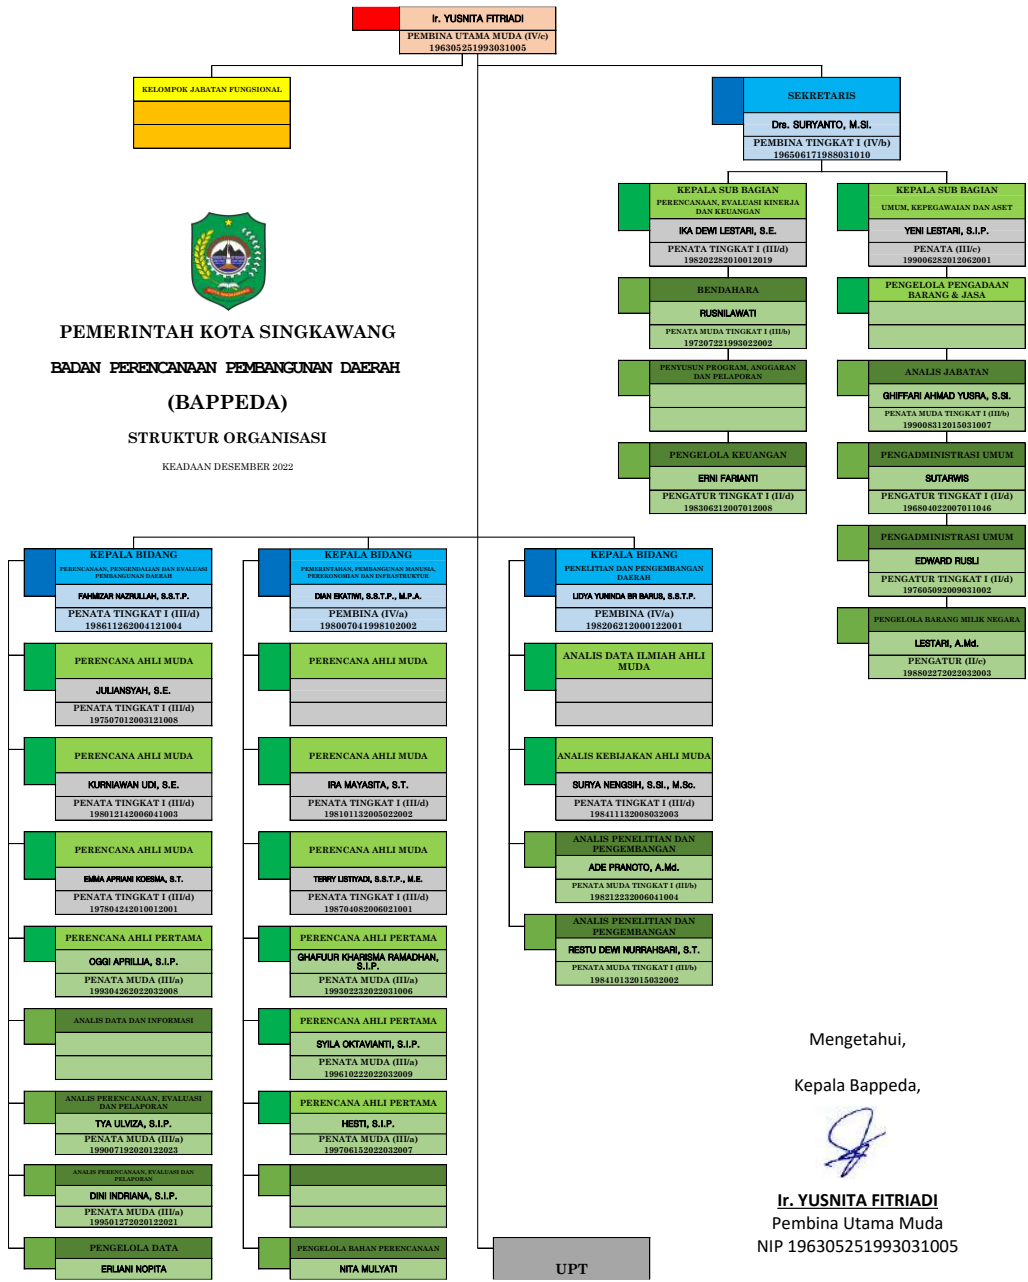 Ir. YUSNITA FITRIADI
PEMBINA UTAMA MUDA (IV/c)
196305251993031005
KELOMPOK JABATAN FUNGSIONAL
SEKRETARIS
Drs. SURYANTO, M.Si.
PEMBINA TINGKAT I (IV/b)
196506171988031010
KEPALA SUB BAGIAN
PERENCANAAN, EVALUASI KINERJA
DAN KEUANGAN
IKA DEWI LESTARI, S.E.
PENATA TINGKAT I (III/d)
198202282010012019
BENDAHARA
RUSNILAWATI
PENATA MUDA TINGKAT I (III/b)
197207221993022002
PENYUSUN PROGRAM, ANGGARAN
DAN PELAPORAN
PENGELOLA KEUANGAN
ERNI FARIANTI
PENGATUR TINGKAT I (II/d)
198306212007012008
KEPALA SUB BAGIAN
UMUM, KEPEGAWAIAN DAN ASET
YENI LESTARI, S.I.P.
PENATA (III/c)
199006282012062001
PENGELOLA PENGADAAN
BARANG & JASA
ANALIS JABATAN
GHIFFARI AHMAD YUSRA, S.SI.
PENATA MUDA TINGKAT I (III/b)
199008312015031007
PENGADMINISTRASI UMUM
SUTARWIS
PENGATUR TINGKAT I (II/d)
196804022007011046
PENGADMINISTRASI UMUM
EDWARD RUSLI
PENGATUR TINGKAT I (II/d)
197605092009031002
PENGELOLA BARANG MILIK NEGARA
LESTARI, A.Md.
PENGATUR (II/c)
198802272022032003
PEMERINTAH KOTA SINGKAWANG
BADAN PERENCANAAN PEMBANGUNAN DAERAH
(BAPPEDA)
STRUKTUR ORGANISASI
KEADAAN DESEMBER 2022
KEPALA BIDANG
PERENCANAAN, PENGENDALIAN DAN EVALUASI
PEMBANGUNAN DAERAH
FAHMIZAR NAZRULLAH, S.S.T.P.
PENATA TINGKAT I (III/d)
198611262004121004
PERENCANA AHLI MUDA
JULIANSYAH, S.E.
PENATA TINGKAT I (III/d)
197507012003121008
PERENCANA AHLI MUDA
KURNIAWAN UDI, S.E.
PENATA TINGKAT I (III/d)
198012142006041003
PERENCANA AHLI MUDA
EMMA APRIANI KOESMA, S.T.
PENATA TINGKAT I (III/d)
197804242010012001
PERENCANA AHLI PERTAMA
OGGI APRILLIA, S.I.P.
PENATA MUDA (III/a)
199304262022032008
ANALIS DATA DAN INFORMASI
ANALIS PERENCANAAN, EVALUASI
DAN PELAPORAN
TYA ULVIZA, S.I.P.
PENATA MUDA (III/a)
199007192020122023
ANALIS PERENCANAAN, EVALUASI DAN
PELAPORAN
DINI INDRIANA, S.I.P.
PENATA MUDA (III/a)
199501272020122021
PENGELOLA DATA
ERLIANI NOPITA
KEPALA BIDANG
PEMERINTAHAN, PEMBANGUNAN MANUSIA,
PEREKONOMIAN DAN INFRASTRUKTUR
DIAN EKATIWI, S.S.T.P., M.P.A.
PEMBINA (IV/a)
198007041998102002
PERENCANA AHLI MUDA
PERENCANA AHLI MUDA
IRA MAYASITA, S.T.
PENATA TINGKAT I (III/d)
198101132005022002
PERENCANA AHLI MUDA
TERRY LISTIYADI, S.S.T.P., M.E.
PENATA TINGKAT I (III/d)
198704082006021001
PERENCANA AHLI PERTAMA
GHAFUUR KHARISMA RAMADHAN,
S.I.P.
PENATA MUDA (III/a)
199302232022031006
PERENCANA AHLI PERTAMA
SYILA OKTAVIANTI, S.I.P.
PENATA MUDA (III/a)
199610222022032009
PERENCANA AHLI PERTAMA
HESTI, S.I.P.
PENATA MUDA (III/a)
199706152022032007
PENGELOLA BAHAN PERENCANAAN
NITA MULYATI
KEPALA BIDANG
PENELITIAN DAN PENGEMBANGAN
DAERAH
LIDYA YUNINDA BR BARUS, S.S.T.P.
PEMBINA (IV/a)
198206212000122001
ANALIS DATA ILMIAH AHLI
MUDA
ANALIS KEBIJAKAN AHLI MUDA
SURYA NENGSIH, S.SI., M.Sc.
PENATA TINGKAT I (III/d)
198411132008032003
ANALIS PENELITIAN DAN
PENGEMBANGAN
ADE PRANOTO, A.Md.
PENATA MUDA TINGKAT I (III/b)
198212232006041004
ANALIS PENELITIAN DAN
PENGEMBANGAN
RESTU DEWI NURRAHSARI, S.T.
PENATA MUDA TINGKAT I (III/b)
198410132015032002
UPT
Mengetahui,
Kepala Bappeda,
Ir. YUSNITA FITRIADI
Pembina Utama Muda
NIP 196305251993031005